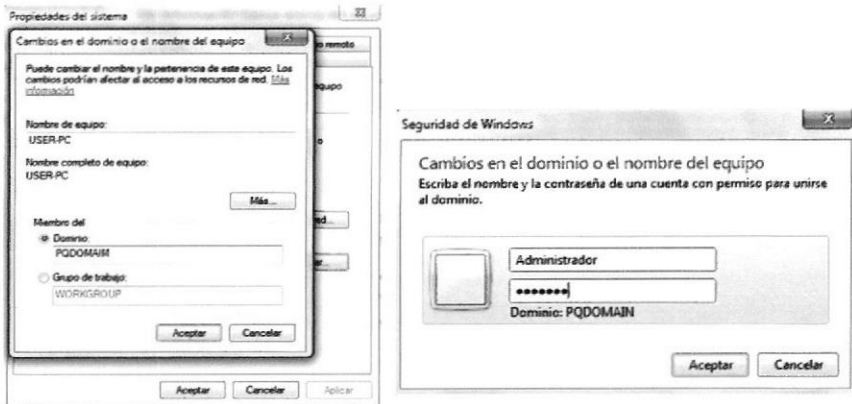 Propiedades del sistema
Cambios en el dominio o el nombre del equipo
o remoto
Puede cambiar el nombre y la pertenencia de este equipo. Los
cambios podrían afectar al acceso a los recursos de red. Más
información
equipo
Nombre de equipo:
USER-PC
Nombre completo de equipo:
USER-PC
Más...
Miembro del
Dominio:
PQDOMAIM
Grupo de trabajo:
WORKGROUP
Aceptar Cancelar
Aceptar Cancelar Aplicar
Seguridad de Windows
Cambios en el dominio o el nombre del equipo
Escriba el nombre y la contraseña de una cuenta con permiso para unirse
al dominio.
Administrador
Dominio: PQDOMAIN
Aceptar Cancelar